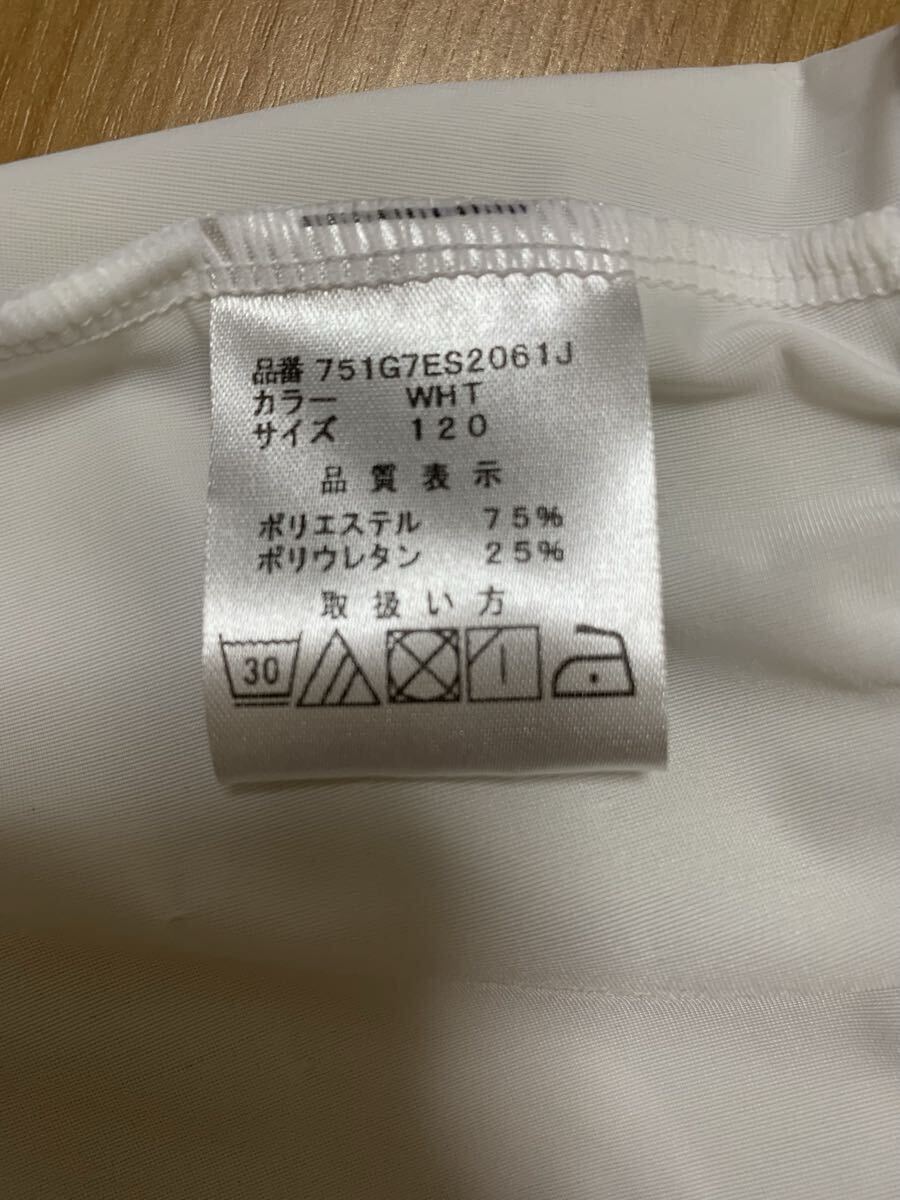 品番 751G7ES2061J
カラー WHT
サイズ 120
品質表示
ポリエステル 75%
ポリウレタン 25%
取扱い方
30